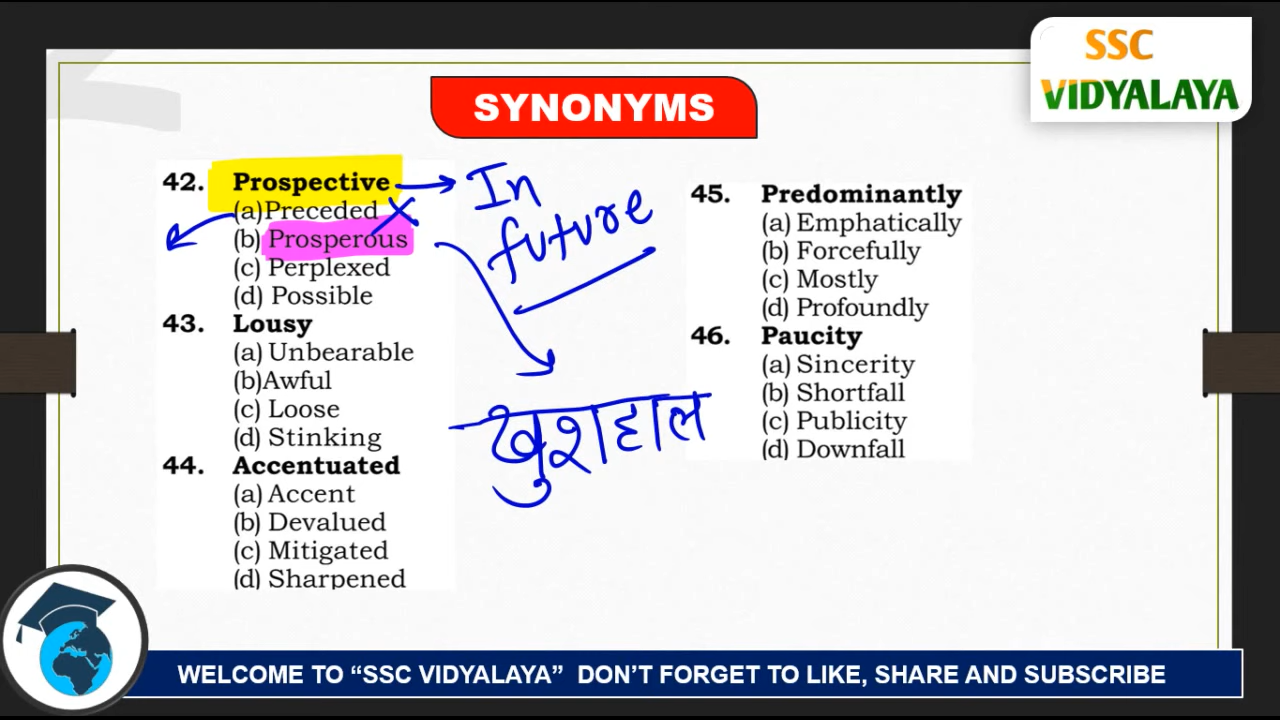 SSC
VIDYALAYA
SYNONYMS
42. Prospective
(a)Preceded
(b) Prosperous
(c) Perplexed
(d) Possible
43. Lousy
(a) Unbearable
(b)Awful
(c) Loose
(d) Stinking
44. Accentuated
(a) Accent
(b) Devalued
(c) Mitigated
(d) Sharpened
In
future
खुशहाल
45. Predominantly
(a) Emphatically
(b) Forcefully
(c) Mostly
(d) Profoundly
46. Paucity
(a) Sincerity
(b) Shortfall
(c) Publicity
(d) Downfall
WELCOME TO “SSC VIDYALAYA” DON’T FORGET TO LIKE, SHARE AND SUBSCRIBE